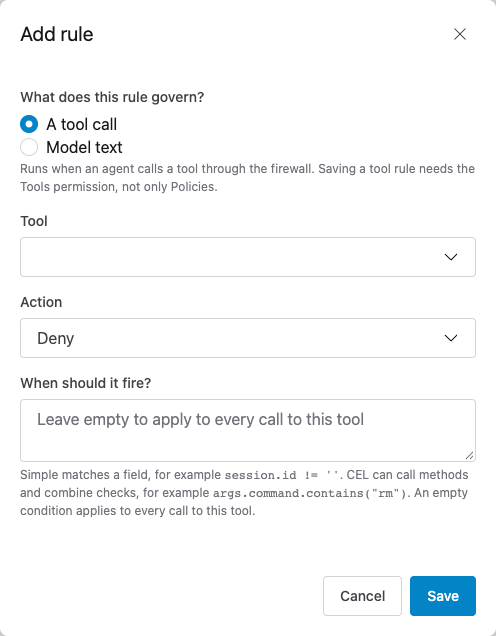 Add rule
What does this rule govern?
A tool call
Model text
Runs when an agent calls a tool through the firewall. Saving a tool rule needs the
Tools permission, not only Policies.
Tool
Action
Deny
When should it fire?
Leave empty to apply to every call to this tool
Simple matches a field, for example session.id != ''. CEL can call methods
and combine checks, for example args.command.contains("rm"). An empty
condition applies to every call to this tool.
Cancel
Save